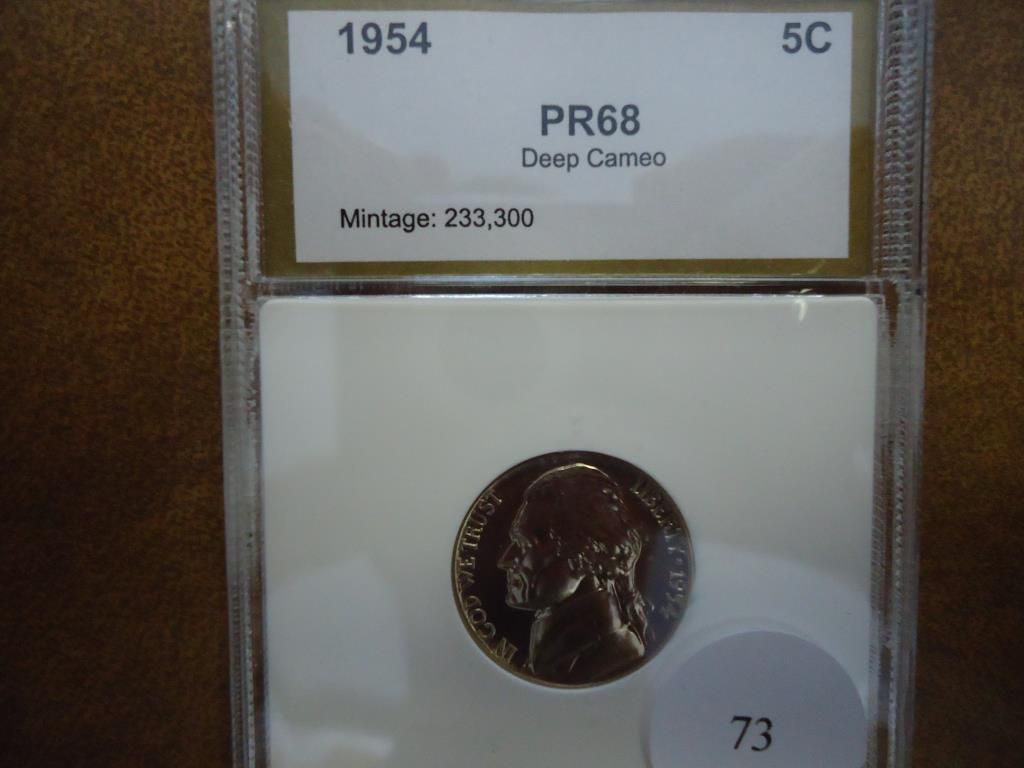 1954 5C
PR68
Deep Cameo
Mintage: 233,300
IN GOD WE TRUST
LIBERTY · 1954
73